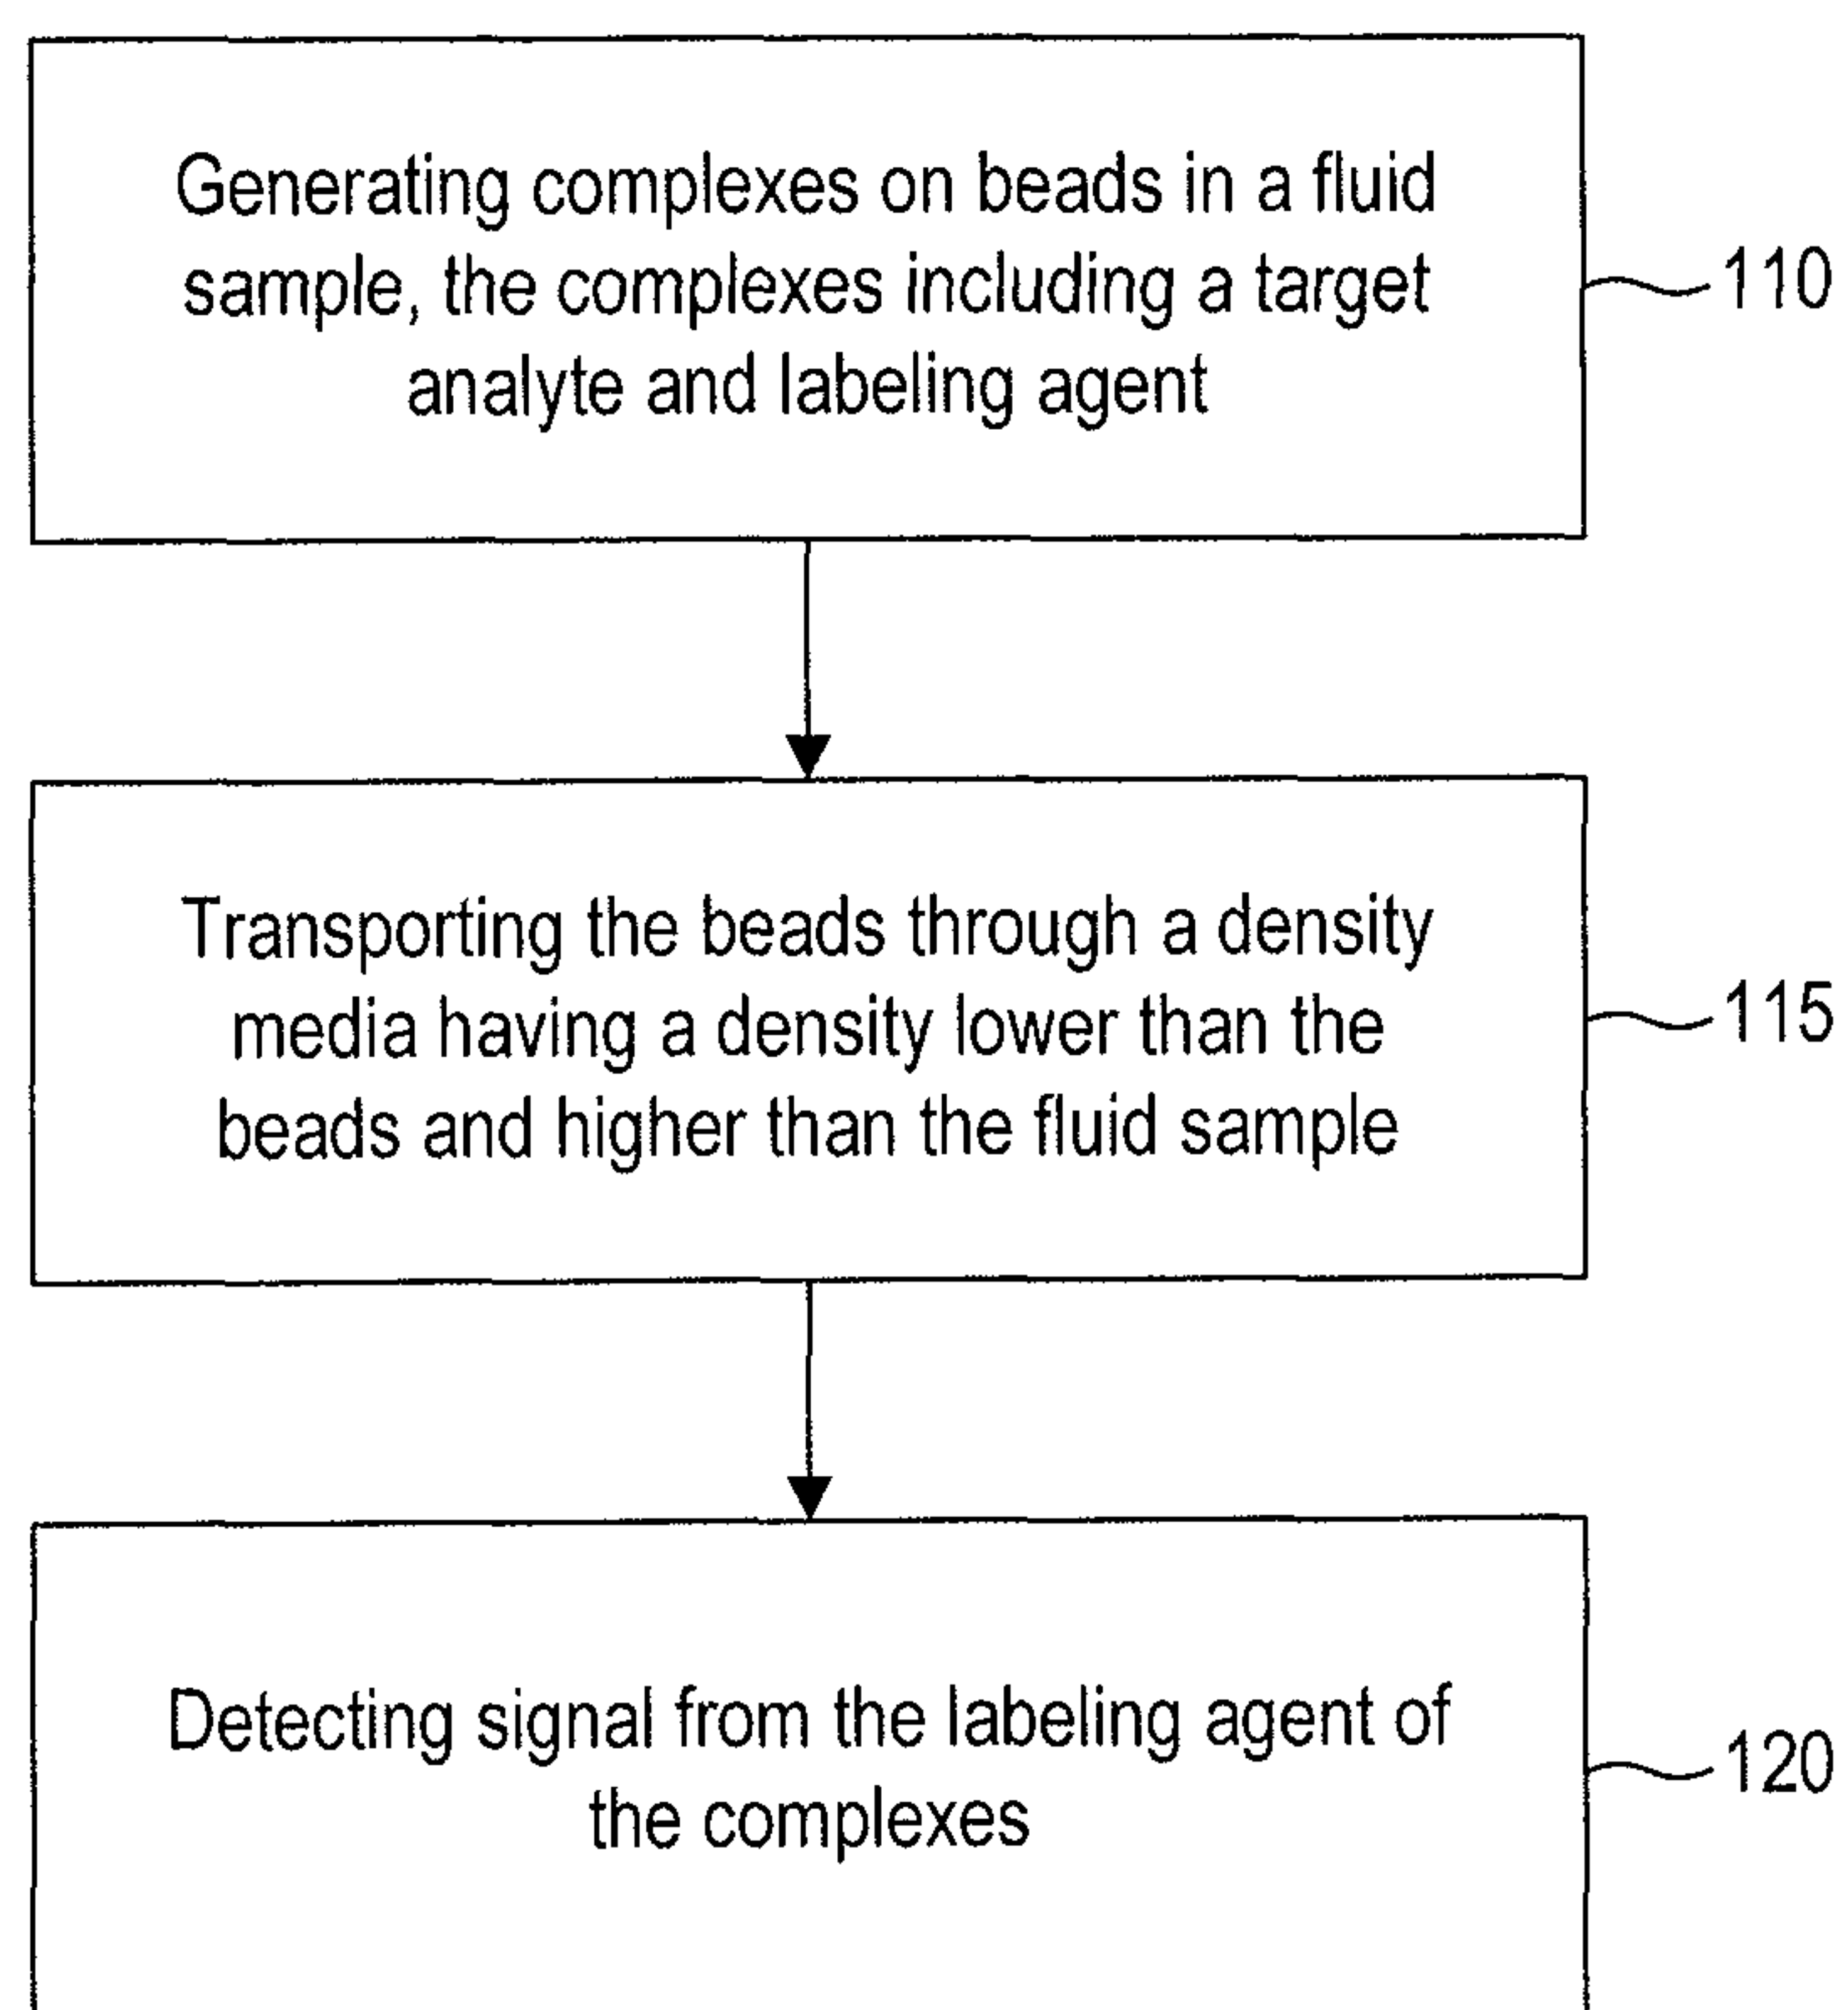 Generating complexes on beads in a fluid
sample, the complexes including a target
analyte and labeling agent
110
Transporting the beads through a density
media having a density lower than the
beads and higher than the fluid sample
115
Detecting signal from the labeling agent of
the complexes
120